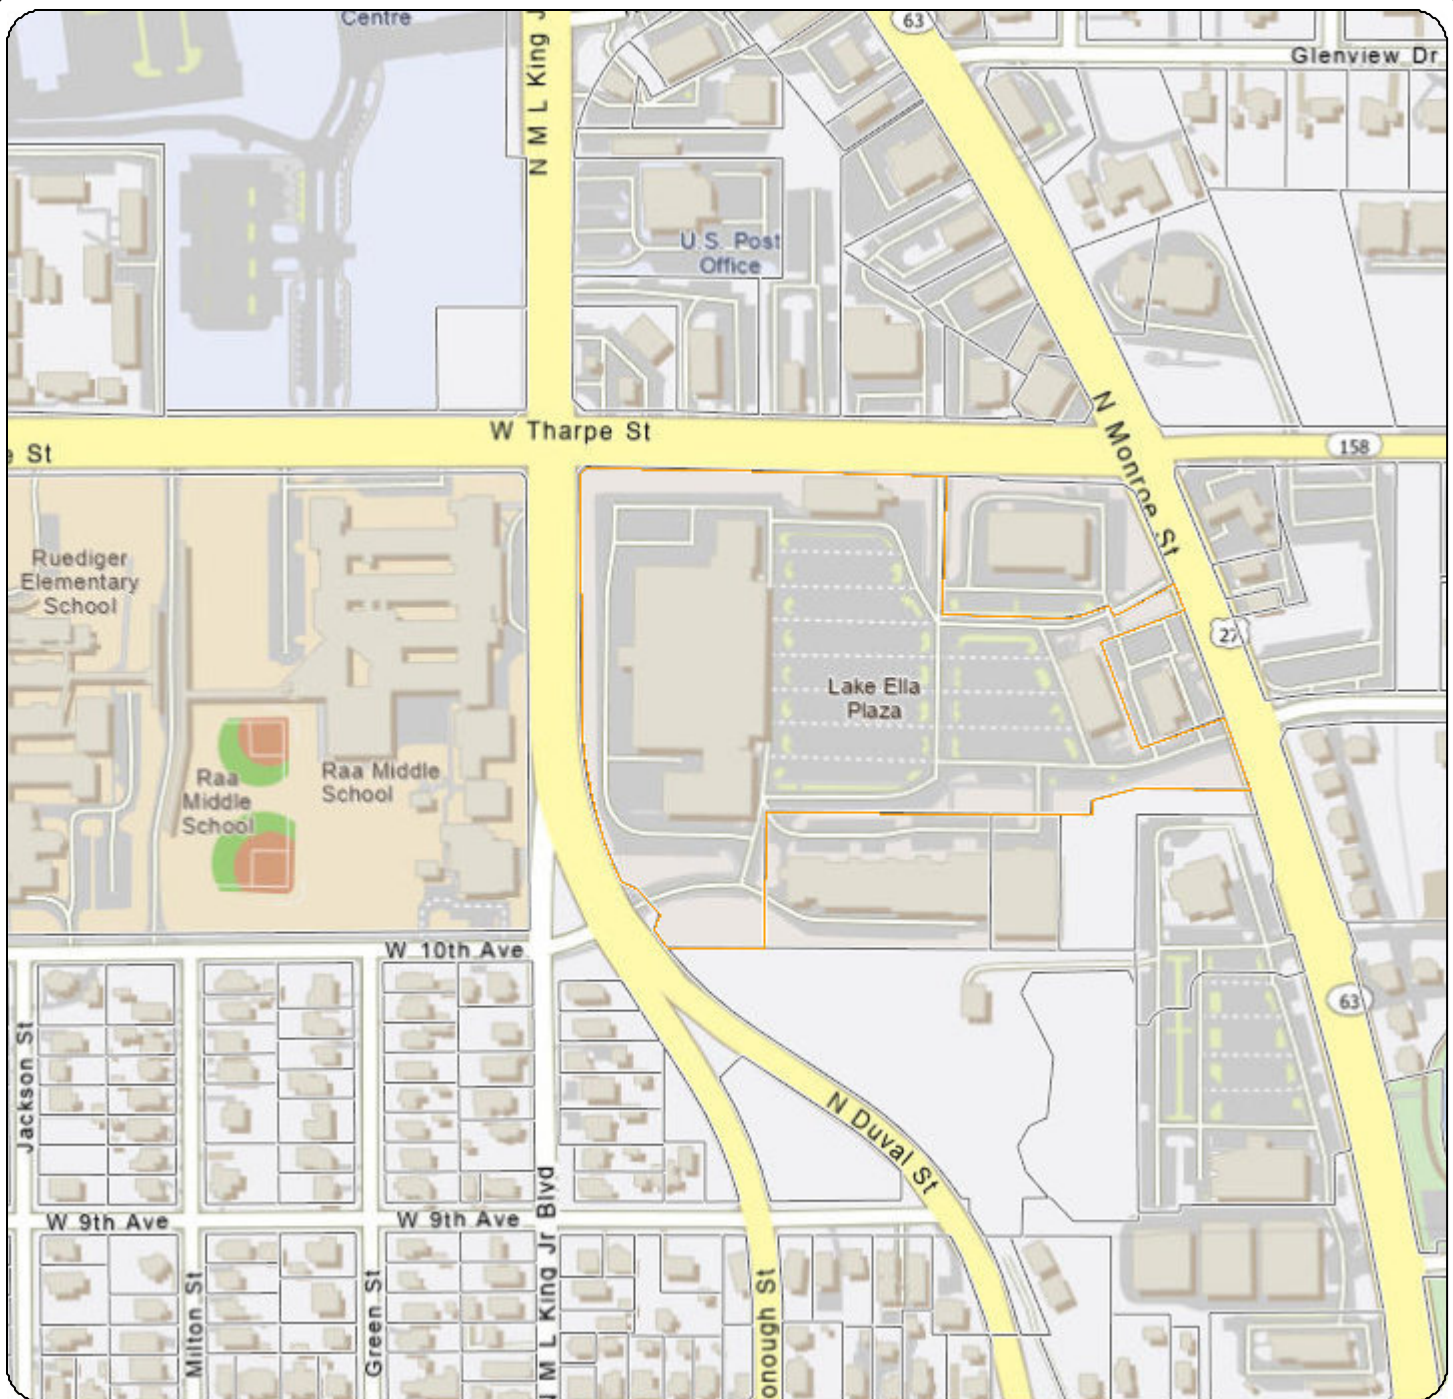 Centre
63
Glenview Dr
N M L King J
U.S. Post
Office
W Tharpe St
St
N Monroe St
158
Ruediger
Elementary
School
27
Lake Ella
Plaza
Raa
Middle
School
Raa Middle
School
W 10th Ave
63
Jackson St
N Duval St
W 9th Ave
W 9th Ave
Milton St
Green St
N M L King Jr Blvd
onough St